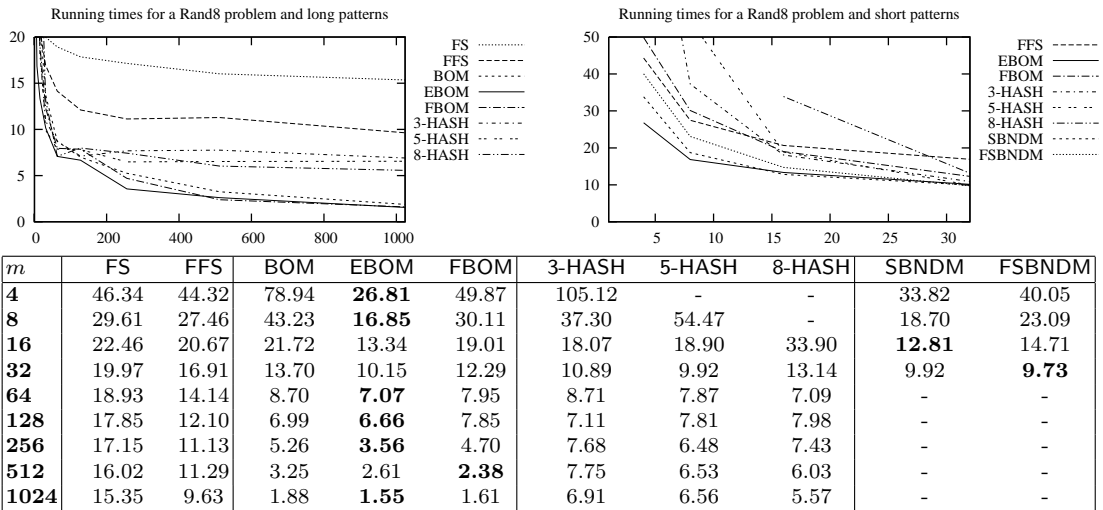 Running times for a Rand8 problem and long patterns
20
15
10
5
0
0 200 400 600 800 1000
FS
FFS
BOM
EBOM
FBOM
3-HASH
5-HASH
8-HASH
Running times for a Rand8 problem and short patterns
50
40
30
20
10
0
5 10 15 20 25 30
FFS
EBOM
FBOM
3-HASH
5-HASH
8-HASH
SBNDM
FSBNDM
m FS FFS BOM EBOM FBOM 3-HASH 5-HASH 8-HASH SBNDM FSBNDM
4 46.34 44.32 78.94 26.81 49.87 105.12 - - 33.82 40.05
8 29.61 27.46 43.23 16.85 30.11 37.30 54.47 - 18.70 23.09
16 22.46 20.67 21.72 13.34 19.01 18.07 18.90 33.90 12.81 14.71
32 19.97 16.91 13.70 10.15 12.29 10.89 9.92 13.14 9.92 9.73
64 18.93 14.14 8.70 7.07 7.95 8.71 7.87 7.09 - -
128 17.85 12.10 6.99 6.66 7.85 7.11 7.81 7.98 - -
256 17.15 11.13 5.26 3.56 4.70 7.68 6.48 7.43 - -
512 16.02 11.29 3.25 2.61 2.38 7.75 6.53 6.03 - -
1024 15.35 9.63 1.88 1.55 1.61 6.91 6.56 5.57 - -